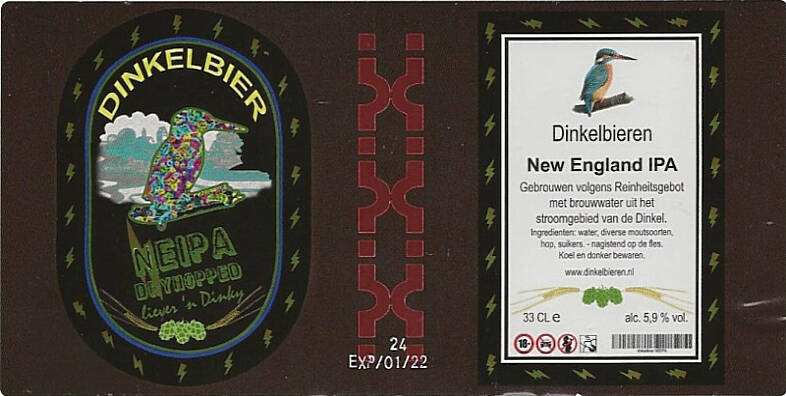 DINKELBIER
NEIPA
DRYHOPPED
liever 'n Dinky
24
EXP/01/22
Dinkelbieren
New England IPA
Gebrouwen volgens Reinheitsgebot
met brouwwater uit het
stroomgebied van de Dinkel.
Ingredienten: water, diverse moutsoorten,
hop, suikers. - nagistend op de fles.
Koel en donker bewaren.
www.dinkelbieren.nl
33 CL e
alc. 5,9 % vol.
18+